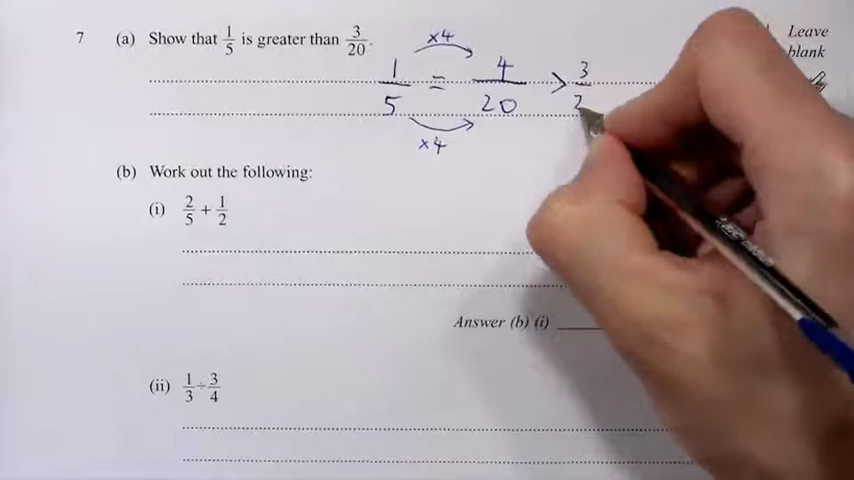 7 (a) Show that 1/5 is greater than 3/20.
Leave blank
×4
1/5 = 4/20 > 3/2
×4
(b) Work out the following:
(i) 2/5 + 1/2
Answer (b) (i)
(ii) 1/3 ÷ 3/4